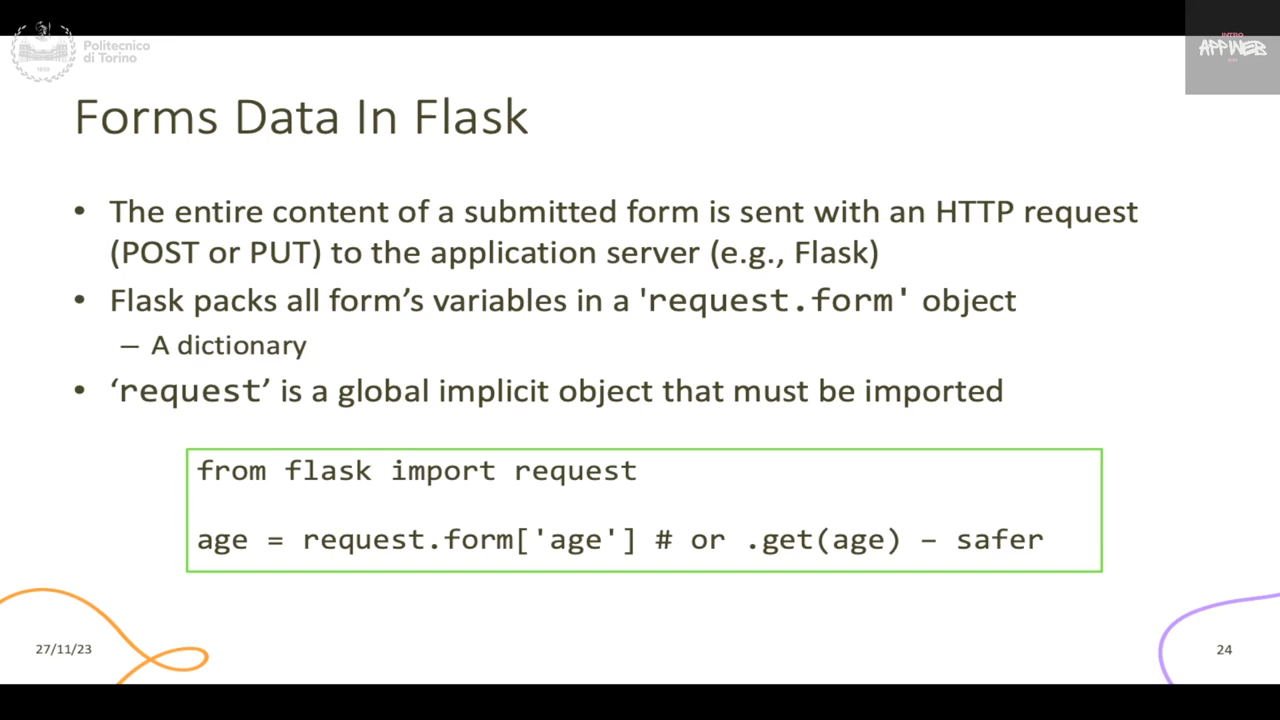 Politecnico
di Torino
INTRO
APPWEB
Forms Data In Flask
• The entire content of a submitted form is sent with an HTTP request
(POST or PUT) to the application server (e.g., Flask)
• Flask packs all form’s variables in a 'request.form' object
– A dictionary
• ‘request’ is a global implicit object that must be imported
from flask import request
age = request.form['age'] # or .get(age) – safer
27/11/23
24